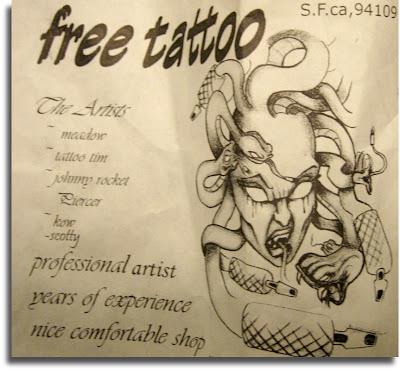 S.F.ca,94109
free tattoo
The Artists
~ meadow
~ tattoo tim
~ johnny rocket
Piercer
~ kow
~scotty
professional artist
years of experience
nice comfortable shop